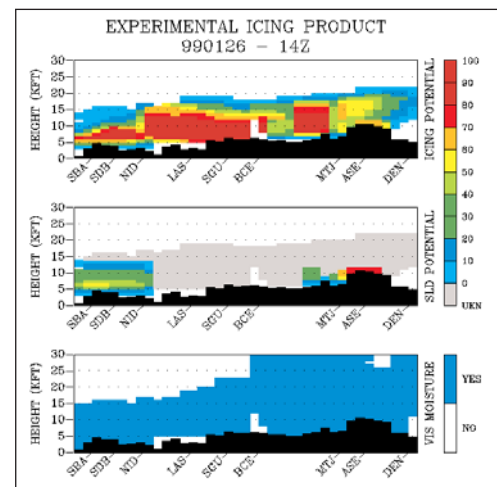 EXPERIMENTAL ICING PRODUCT
990126 - 14Z
HEIGHT (KFT)
30
25
20
15
10
5
0
SBA
SDB
NID
LAS
SGU
BCE
MTJ
ASE
DEN
ICING POTENTIAL
HEIGHT (KFT)
30
25
20
15
10
5
0
SBA
SDB
NID
LAS
SGU
BCE
MTJ
ASE
DEN
SLD POTENTIAL
100
90
80
70
60
50
40
30
20
10
0
UKN
HEIGHT (KFT)
30
25
20
15
10
5
0
SBA
SDB
NID
LAS
SGU
BCE
MTJ
ASE
DEN
VIS MOISTURE
YES
NO